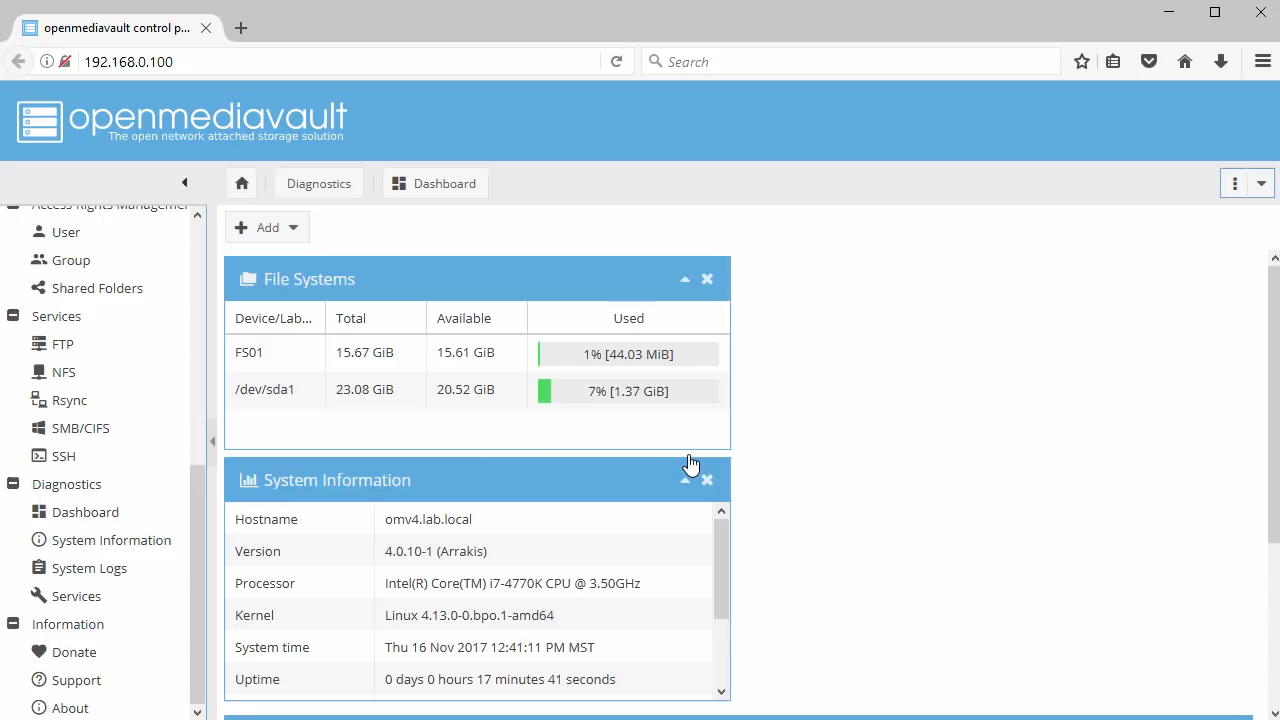 openmediavault control p...
192.168.0.100
Search
openmediavault
The open network attached storage solution
Diagnostics
Dashboard
Access Rights Managemer
User
Group
Shared Folders
Services
FTP
NFS
Rsync
SMB/CIFS
SSH
Diagnostics
Dashboard
System Information
System Logs
Services
Information
Donate
Support
About
Add
File Systems
Device/Lab... Total Available Used
FS01 15.67 GiB 15.61 GiB 1% [44.03 MiB]
/dev/sda1 23.08 GiB 20.52 GiB 7% [1.37 GiB]
System Information
Hostname omv4.lab.local
Version 4.0.10-1 (Arrakis)
Processor Intel(R) Core(TM) i7-4770K CPU @ 3.50GHz
Kernel Linux 4.13.0-0.bpo.1-amd64
System time Thu 16 Nov 2017 12:41:11 PM MST
Uptime 0 days 0 hours 17 minutes 41 seconds